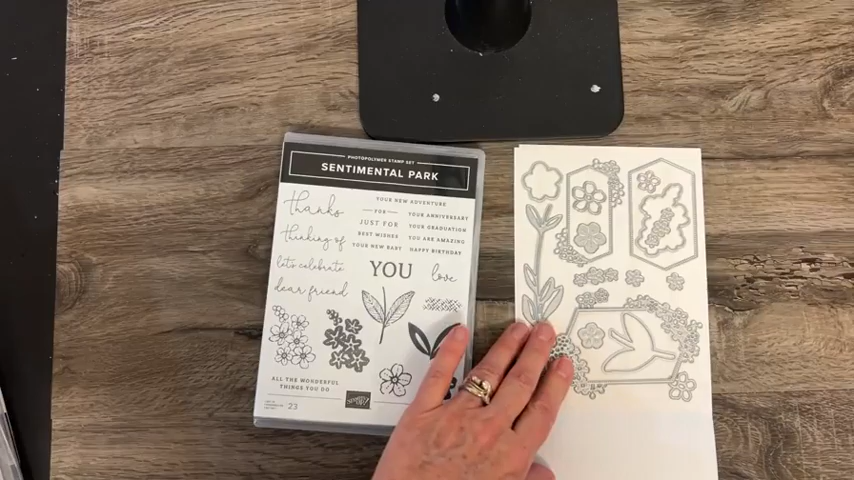 PHOTOPOLYMER STAMP SET
SENTIMENTAL PARK
thanks
thinking of
let's celebrate
dear friend
YOUR NEW ADVENTURE
FOR
JUST FOR
BEST WISHES
YOUR NEW BABY
YOUR ANNIVERSARY
YOUR GRADUATION
YOU ARE AMAZING
HAPPY BIRTHDAY
YOU
love
ALL THE WONDERFUL
THINGS YOU DO
23
STAMPIN' UP!